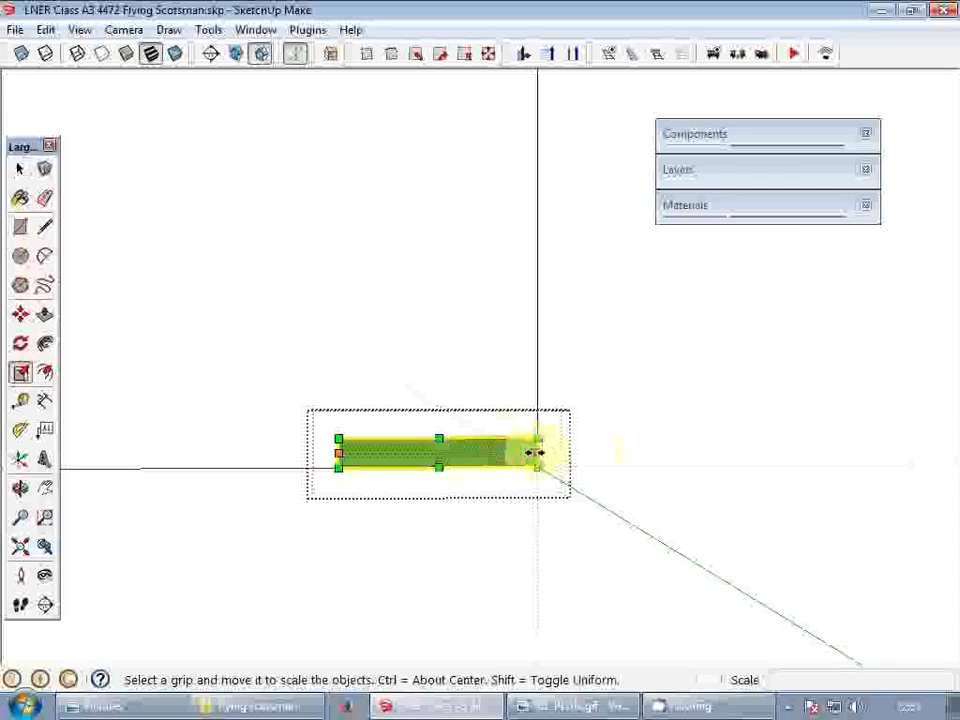 LNER Class A3 4472 Flying Scotsman.skp - SketchUp Make
File Edit View Camera Draw Tools Window Plugins Help
Components
Larg...
Layers
Materials
Select a grip and move it to scale the objects. Ctrl = About Center. Shift = Toggle Uniform. Scale